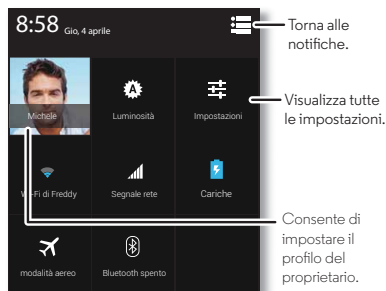 8:58 Gio, 4 aprile
Torna alle
notifiche.
Michele
Luminosità
Impostazioni
Visualizza tutte
le impostazioni.
Wi-Fi di Freddy
Segnale rete
Cariche
Consente di
impostare il
profilo del
proprietario.
modalità aereo
Bluetooth spento